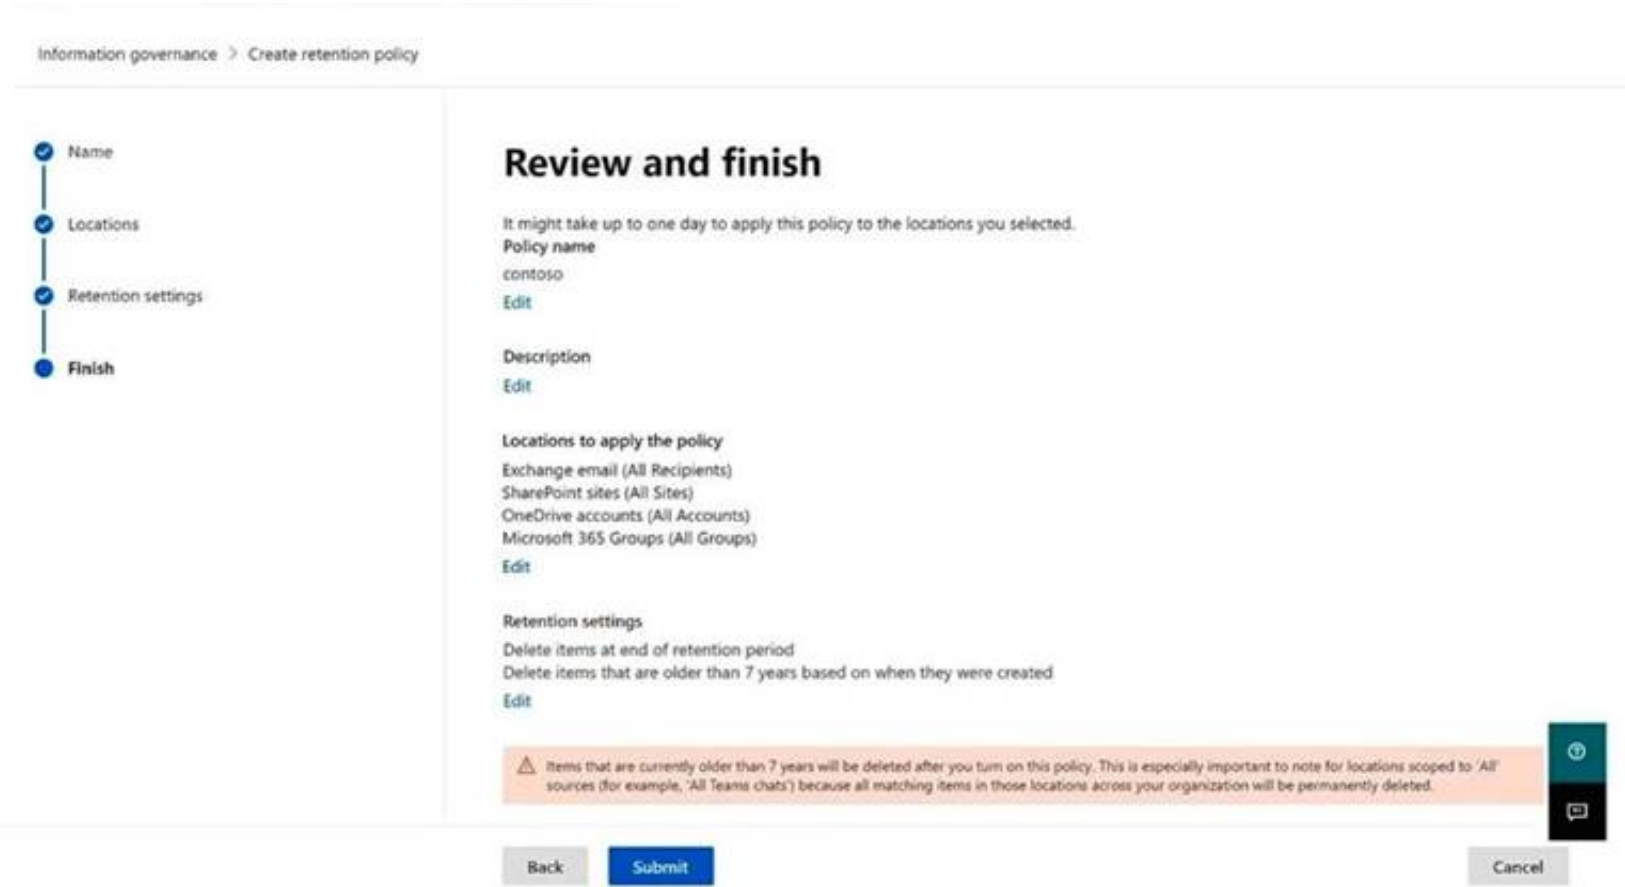 Information governance > Create retention policy
Name
Locations
Retention settings
Finish
Review and finish
It might take up to one day to apply this policy to the locations you selected.
Policy name
contoso
Edit
Description
Edit
Locations to apply the policy
Exchange email (All Recipients)
SharePoint sites (All Sites)
OneDrive accounts (All Accounts)
Microsoft 365 Groups (All Groups)
Edit
Retention settings
Delete items at end of retention period
Delete items that are older than 7 years based on when they were created
Edit
Items that are currently older than 7 years will be deleted after you turn on this policy. This is especially important to note for locations scoped to 'All'
sources (for example, 'All Teams chats') because all matching items in those locations across your organization will be permanently deleted.
Back
Submit
Cancel